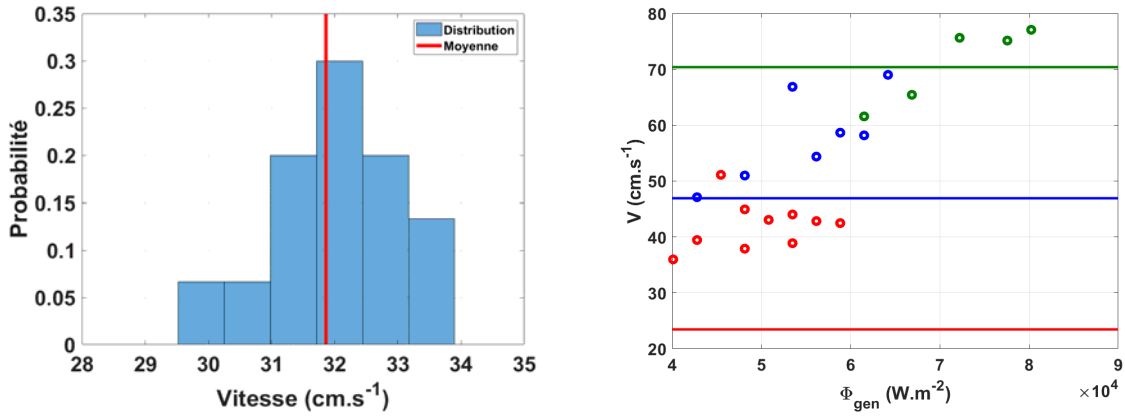 0.35
0.3
0.25
0.2
0.15
0.1
0.05
0
Probabilité
28 29 30 31 32 33 34 35
Vitesse (cm.s⁻¹)
Distribution
Moyenne
80
70
60
50
40
30
20
V (cm.s⁻¹)
4 5 6 7 8 9
×10⁴
Φgen (W.m⁻²)